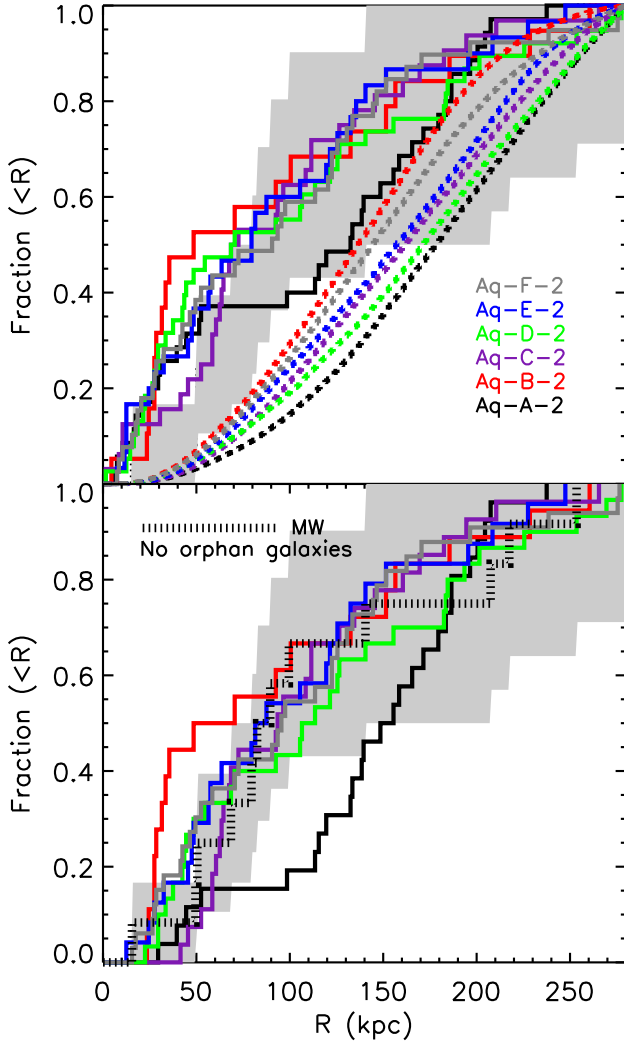 1.0
0.8
0.6
0.4
0.2
Fraction (<R)
Aq-F-2
Aq-E-2
Aq-D-2
Aq-C-2
Aq-B-2
Aq-A-2
1.0
0.8
0.6
0.4
0.2
0.0
Fraction (<R)
MW
No orphan galaxies
0 50 100 150 200 250
R (kpc)